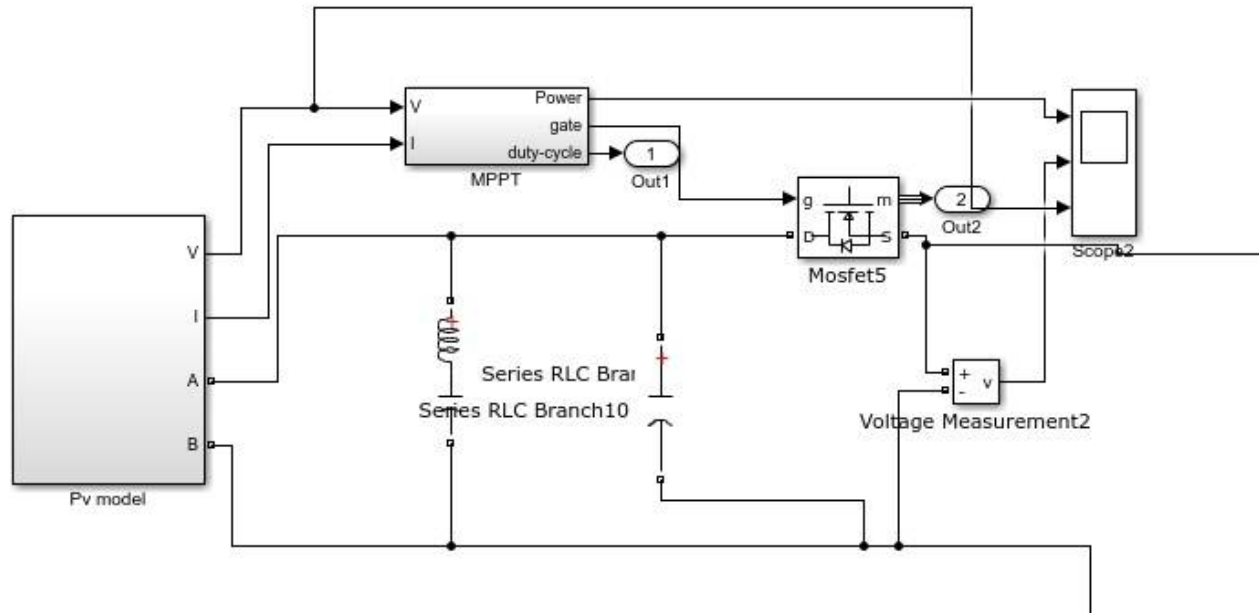 V
I
Power
gate
duty-cycle
MPPT
1
Out1
g
m
D
S
Mosfet5
2
Out2
Scope2
V
I
A
B
Pv model
Series RLC Bra
Series RLC Branch10
+
-
v
Voltage Measurement2